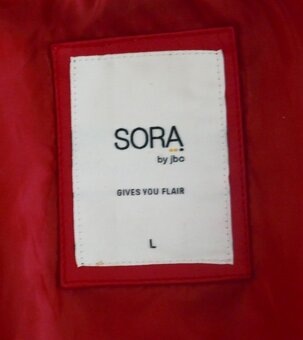 SORA
by jbc
GIVES YOU FLAIR
L